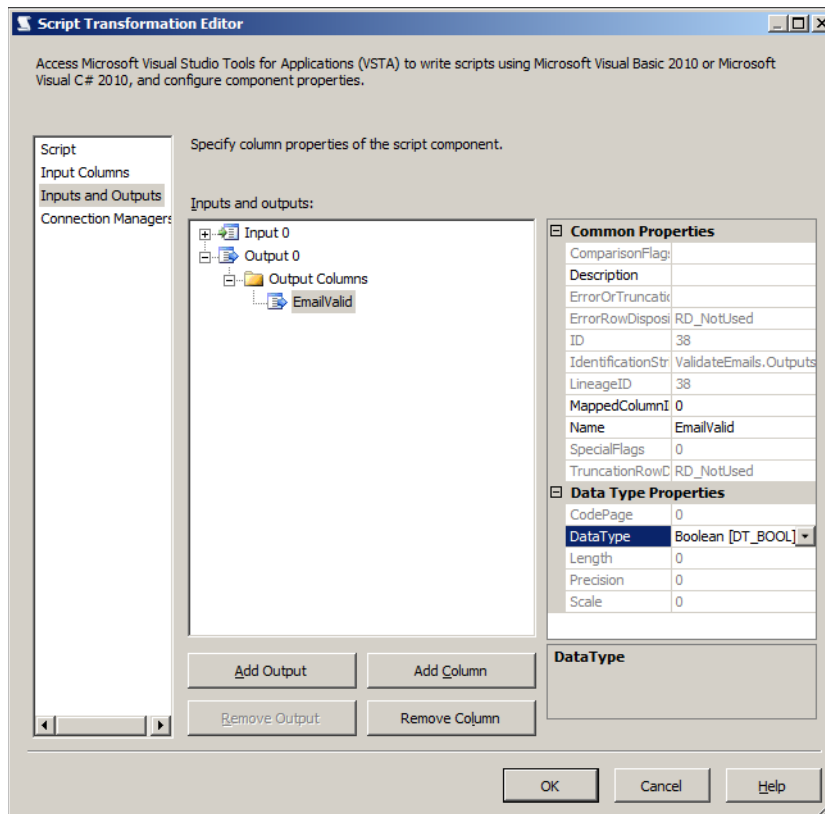 Script Transformation Editor
Access Microsoft Visual Studio Tools for Applications (VSTA) to write scripts using Microsoft Visual Basic 2010 or Microsoft
Visual C# 2010, and configure component properties.
Script
Input Columns
Inputs and Outputs
Connection Managers
Specify column properties of the script component.
Inputs and outputs:
Input 0
Output 0
Output Columns
EmailValid
Common Properties
ComparisonFlag
Description
ErrorOrTruncatio
ErrorRowDisposi RD_NotUsed
ID 38
IdentificationStr ValidateEmails.Outputs
LineageID 38
MappedColumnI 0
Name EmailValid
SpecialFlags 0
TruncationRowD RD_NotUsed
Data Type Properties
CodePage 0
DataType Boolean [DT_BOOL]
Length 0
Precision 0
Scale 0
Add Output
Add Column
Remove Output
Remove Column
DataType
OK
Cancel
Help